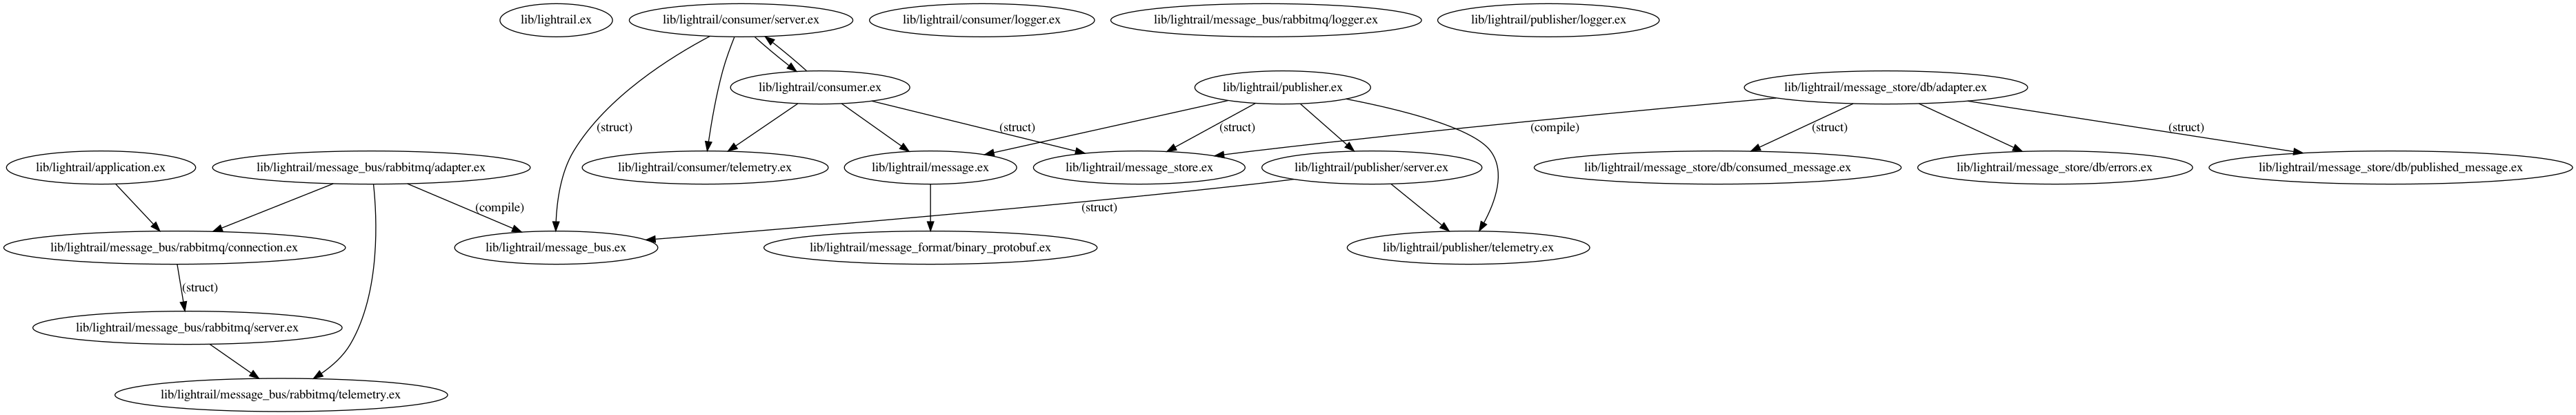 lib/lightrail.ex
lib/lightrail/consumer/server.ex
lib/lightrail/consumer/logger.ex
lib/lightrail/message_bus/rabbitmq/logger.ex
lib/lightrail/publisher/logger.ex
lib/lightrail/consumer.ex
lib/lightrail/publisher.ex
lib/lightrail/message_store/db/adapter.ex
(struct)
(struct)
(struct)
(compile)
(struct)
(struct)
lib/lightrail/application.ex
lib/lightrail/message_bus/rabbitmq/adapter.ex
lib/lightrail/consumer/telemetry.ex
lib/lightrail/message.ex
lib/lightrail/message_store.ex
lib/lightrail/publisher/server.ex
lib/lightrail/message_store/db/consumed_message.ex
lib/lightrail/message_store/db/errors.ex
lib/lightrail/message_store/db/published_message.ex
(compile)
(struct)
lib/lightrail/message_bus/rabbitmq/connection.ex
lib/lightrail/message_bus.ex
lib/lightrail/message_format/binary_protobuf.ex
lib/lightrail/publisher/telemetry.ex
(struct)
lib/lightrail/message_bus/rabbitmq/server.ex
lib/lightrail/message_bus/rabbitmq/telemetry.ex